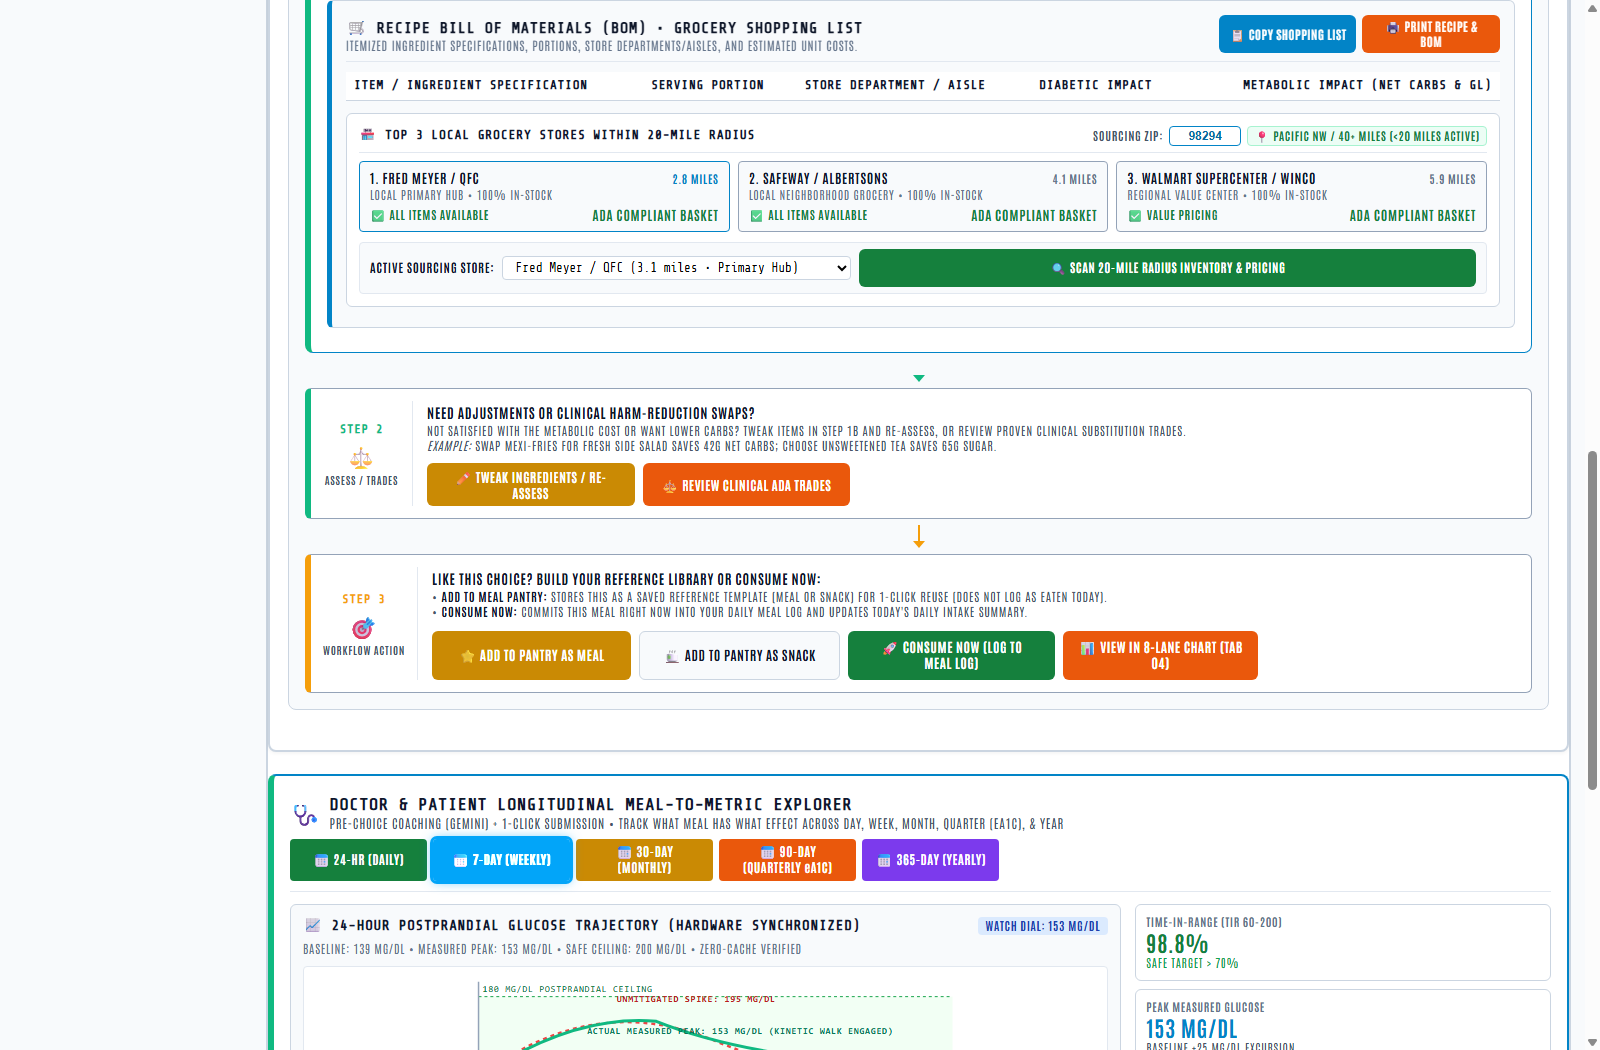 RECIPE BILL OF MATERIALS (BOM) · GROCERY SHOPPING LIST
ITEMIZED INGREDIENT SPECIFICATIONS, PORTIONS, STORE DEPARTMENTS/AISLES, AND ESTIMATED UNIT COSTS.
COPY SHOPPING LIST
PRINT RECIPE &
BOM
ITEM / INGREDIENT SPECIFICATION SERVING PORTION STORE DEPARTMENT / AISLE DIABETIC IMPACT METABOLIC IMPACT (NET CARBS & GL)
TOP 3 LOCAL GROCERY STORES WITHIN 20-MILE RADIUS
SOURCING ZIP: 98294 PACIFIC NW / 40+ MILES (<20 MILES ACTIVE)
1. FRED MEYER / QFC 2.8 MILES
LOCAL PRIMARY HUB • 100% IN-STOCK
ALL ITEMS AVAILABLE ADA COMPLIANT BASKET
2. SAFEWAY / ALBERTSONS 4.1 MILES
LOCAL NEIGHBORHOOD GROCERY • 100% IN-STOCK
ALL ITEMS AVAILABLE ADA COMPLIANT BASKET
3. WALMART SUPERCENTER / WINCO 5.9 MILES
REGIONAL VALUE CENTER • 100% IN-STOCK
VALUE PRICING ADA COMPLIANT BASKET
ACTIVE SOURCING STORE: Fred Meyer / QFC (3.1 miles · Primary Hub)
SCAN 20-MILE RADIUS INVENTORY & PRICING
STEP 2
ASSESS / TRADES
NEED ADJUSTMENTS OR CLINICAL HARM-REDUCTION SWAPS?
NOT SATISFIED WITH THE METABOLIC COST OR WANT LOWER CARBS? TWEAK ITEMS IN STEP 1B AND RE-ASSESS, OR REVIEW PROVEN CLINICAL SUBSTITUTION TRADES.
EXAMPLE: SWAP MEXI-FRIES FOR FRESH SIDE SALAD SAVES 42G NET CARBS; CHOOSE UNSWEETENED TEA SAVES 65G SUGAR.
TWEAK INGREDIENTS / RE-
ASSESS
REVIEW CLINICAL ADA TRADES
STEP 3
WORKFLOW ACTION
LIKE THIS CHOICE? BUILD YOUR REFERENCE LIBRARY OR CONSUME NOW:
• ADD TO MEAL PANTRY: STORES THIS AS A SAVED REFERENCE TEMPLATE (MEAL OR SNACK) FOR 1-CLICK REUSE (DOES NOT LOG AS EATEN TODAY).
• CONSUME NOW: COMMITS THIS MEAL RIGHT NOW INTO YOUR DAILY MEAL LOG AND UPDATES TODAY'S DAILY INTAKE SUMMARY.
ADD TO PANTRY AS MEAL
ADD TO PANTRY AS SNACK
CONSUME NOW (LOG TO
MEAL LOG)
VIEW IN 8-LANE CHART (TAB
04)
DOCTOR & PATIENT LONGITUDINAL MEAL-TO-METRIC EXPLORER
PRE-CHOICE COACHING (GEMINI) + 1-CLICK SUBMISSION • TRACK WHAT MEAL HAS WHAT EFFECT ACROSS DAY, WEEK, MONTH, QUARTER (EA1C), & YEAR
24-HR (DAILY)
7-DAY (WEEKLY)
30-DAY
(MONTHLY)
90-DAY
(QUARTERLY eA1C)
365-DAY (YEARLY)
24-HOUR POSTPRANDIAL GLUCOSE TRAJECTORY (HARDWARE SYNCHRONIZED)
WATCH DIAL: 153 MG/DL
BASELINE: 139 MG/DL • MEASURED PEAK: 153 MG/DL • SAFE CEILING: 200 MG/DL • ZERO-CACHE VERIFIED
180 MG/DL POSTPRANDIAL CEILING
UNMITIGATED SPIKE: 195 MG/DL
ACTUAL MEASURED PEAK: 153 MG/DL (KINETIC WALK ENGAGED)
TIME-IN-RANGE (TIR 60-200)
98.8%
SAFE TARGET > 70%
PEAK MEASURED GLUCOSE
153 MG/DL
BASELINE +25 MG/DL EXCURSION